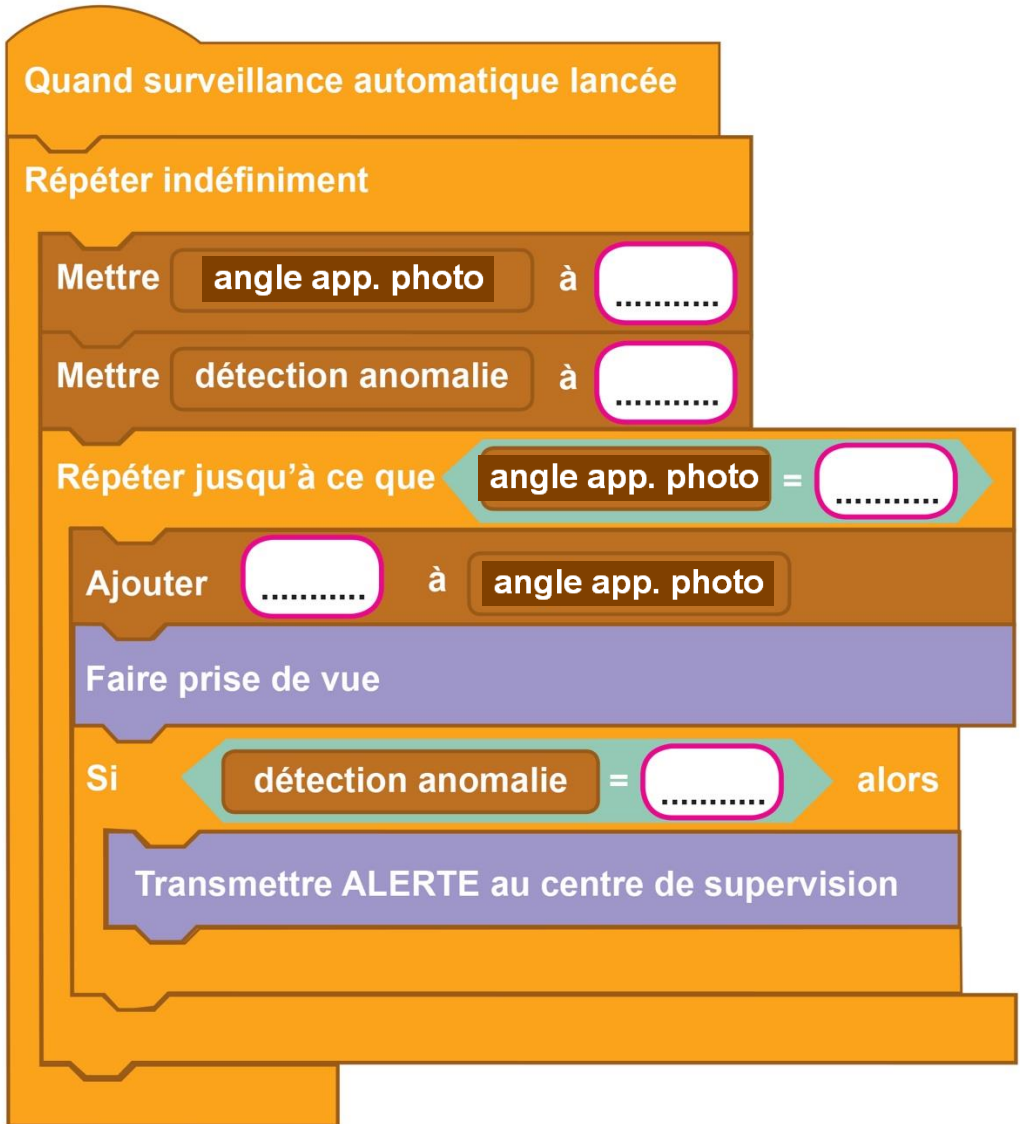 Quand surveillance automatique lancée
Répéter indéfiniment
Mettre angle app. photo à ...........
Mettre détection anomalie à ...........
Répéter jusqu'à ce que angle app. photo = ...........
Ajouter ........... à angle app. photo
Faire prise de vue
Si détection anomalie = ........... alors
Transmettre ALERTE au centre de supervision